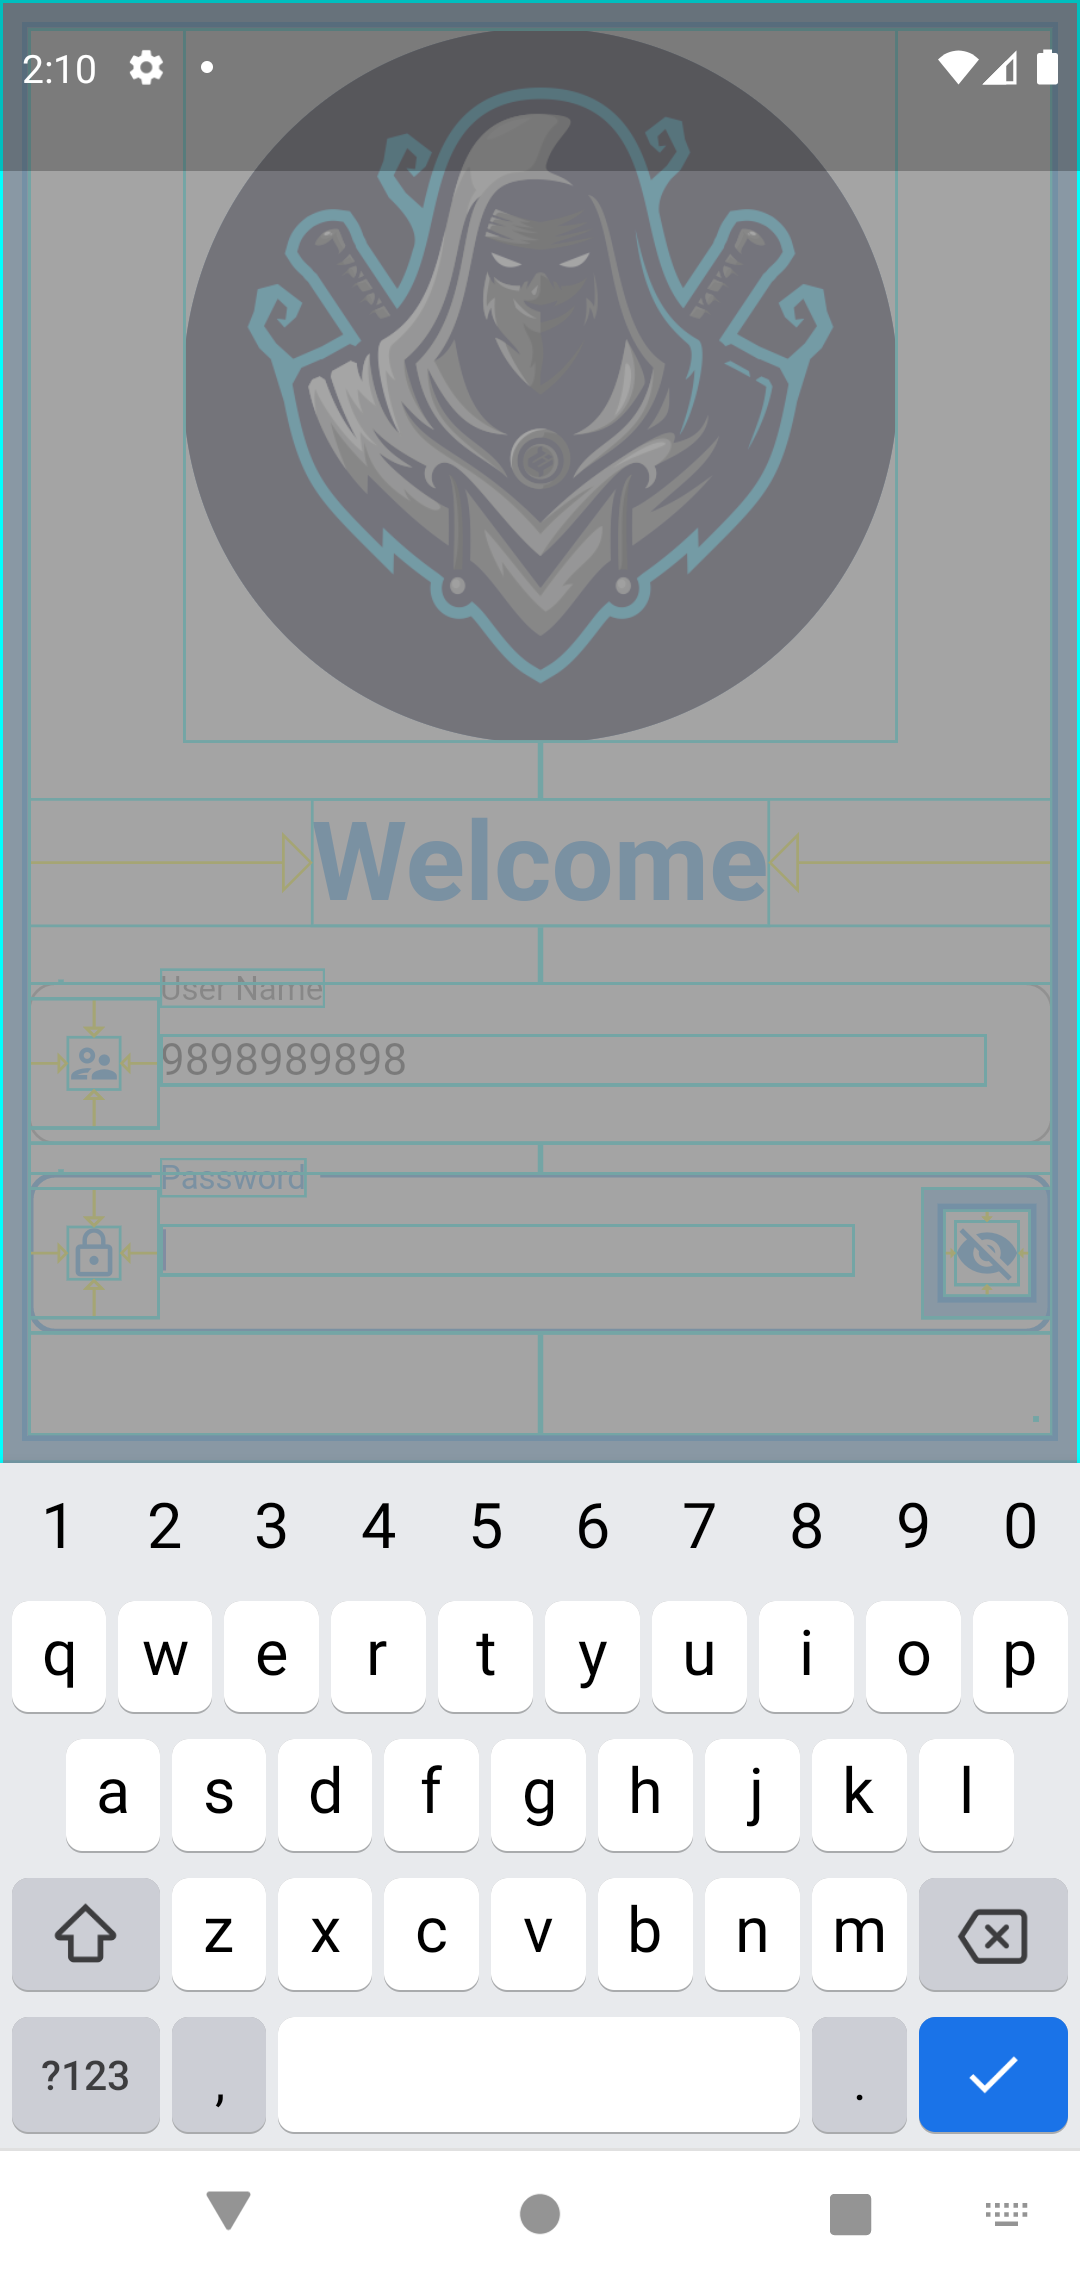 2:10
Welcome
User Name
9898989898
Password
1 2 3 4 5 6 7 8 9 0
q w e r t y u i o p
a s d f g h j k l
z x c v b n m
?123 , .